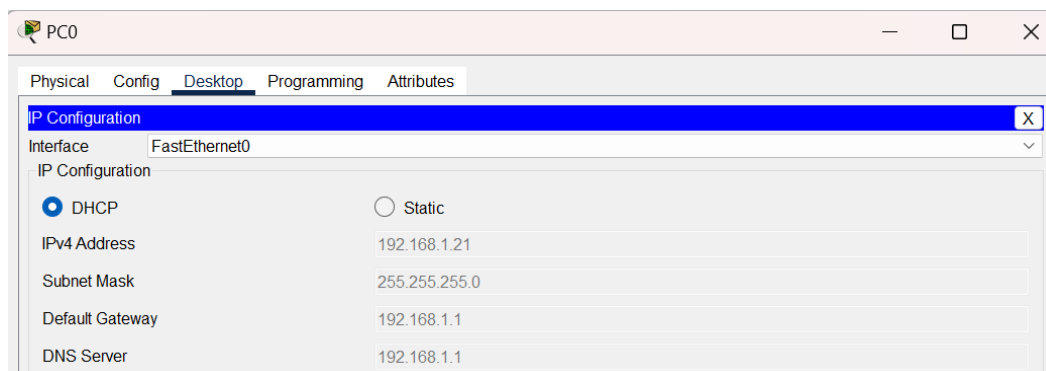 PC0
Physical Config Desktop Programming Attributes
IP Configuration X
Interface FastEthernet0
IP Configuration
DHCP Static
IPv4 Address 192.168.1.21
Subnet Mask 255.255.255.0
Default Gateway 192.168.1.1
DNS Server 192.168.1.1